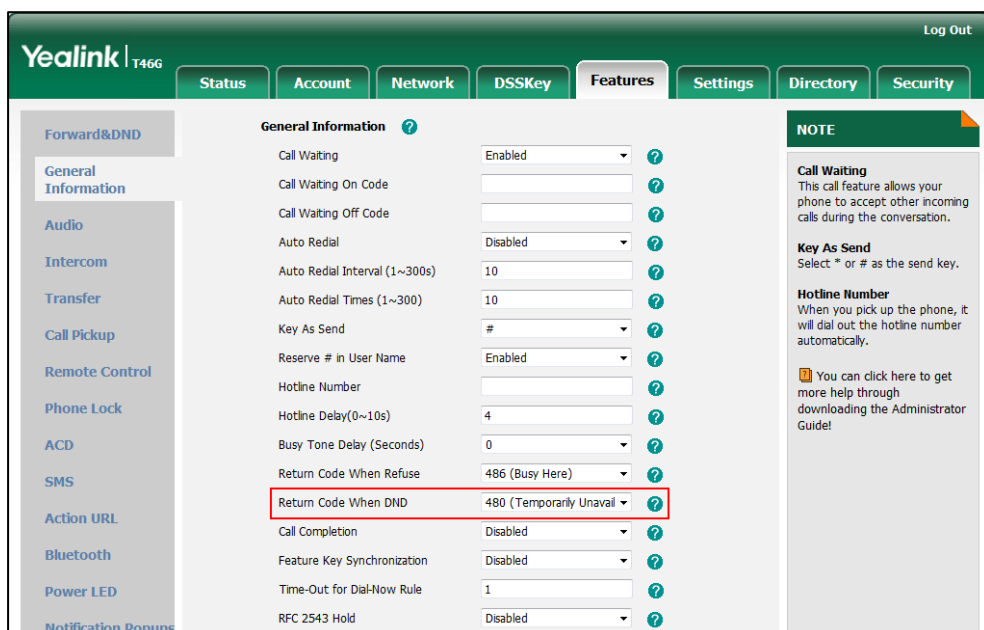 Log Out
Yealink T46G
Status Account Network DSSKey Features Settings Directory Security
Forward&DND
General
Information
Audio
Intercom
Transfer
Call Pickup
Remote Control
Phone Lock
ACD
SMS
Action URL
Bluetooth
Power LED
Notification Popups
General Information ?
Call Waiting Enabled ?
Call Waiting On Code ?
Call Waiting Off Code ?
Auto Redial Disabled ?
Auto Redial Interval (1~300s) 10 ?
Auto Redial Times (1~300) 10 ?
Key As Send # ?
Reserve # in User Name Enabled ?
Hotline Number ?
Hotline Delay(0~10s) 4 ?
Busy Tone Delay (Seconds) 0 ?
Return Code When Refuse 486 (Busy Here) ?
Return Code When DND 480 (Temporarily Unavail ?
Call Completion Disabled ?
Feature Key Synchronization Disabled ?
Time-Out for Dial-Now Rule 1 ?
RFC 2543 Hold Disabled ?
NOTE
Call Waiting
This call feature allows your
phone to accept other incoming
calls during the conversation.
Key As Send
Select * or # as the send key.
Hotline Number
When you pick up the phone, it
will dial out the hotline number
automatically.
? You can click here to get
more help through
downloading the Administrator
Guide!